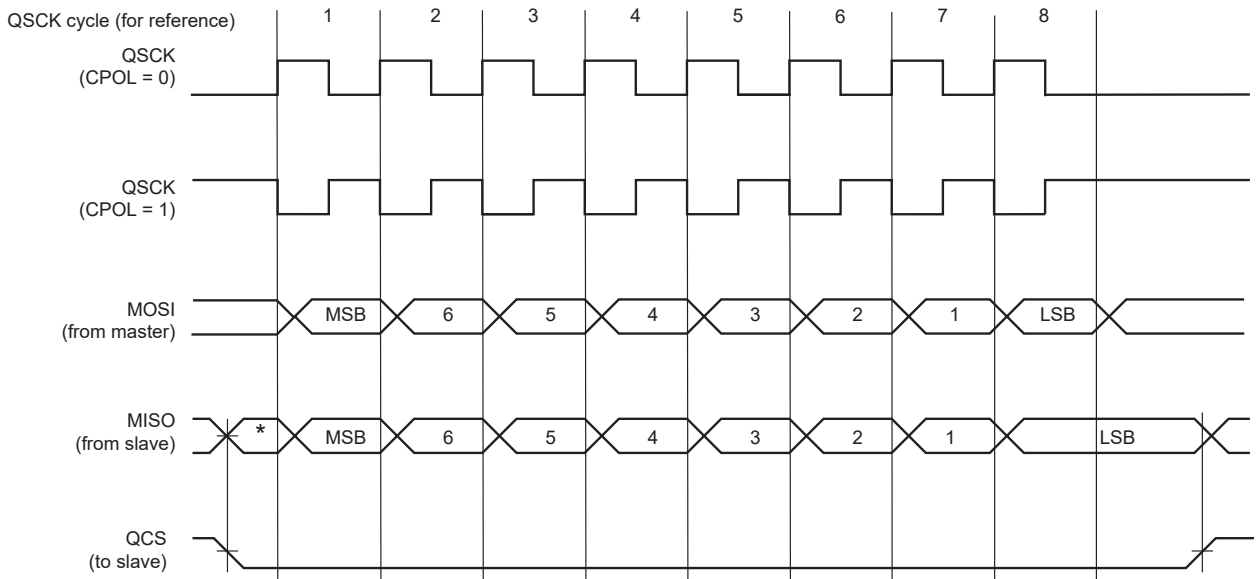 QSCK cycle (for reference) 1 2 3 4 5 6 7 8
QSCK
(CPOL = 0)
QSCK
(CPOL = 1)
MOSI
(from master)
MSB 6 5 4 3 2 1 LSB
MISO
(from slave)
* MSB 6 5 4 3 2 1 LSB
QCS
(to slave)